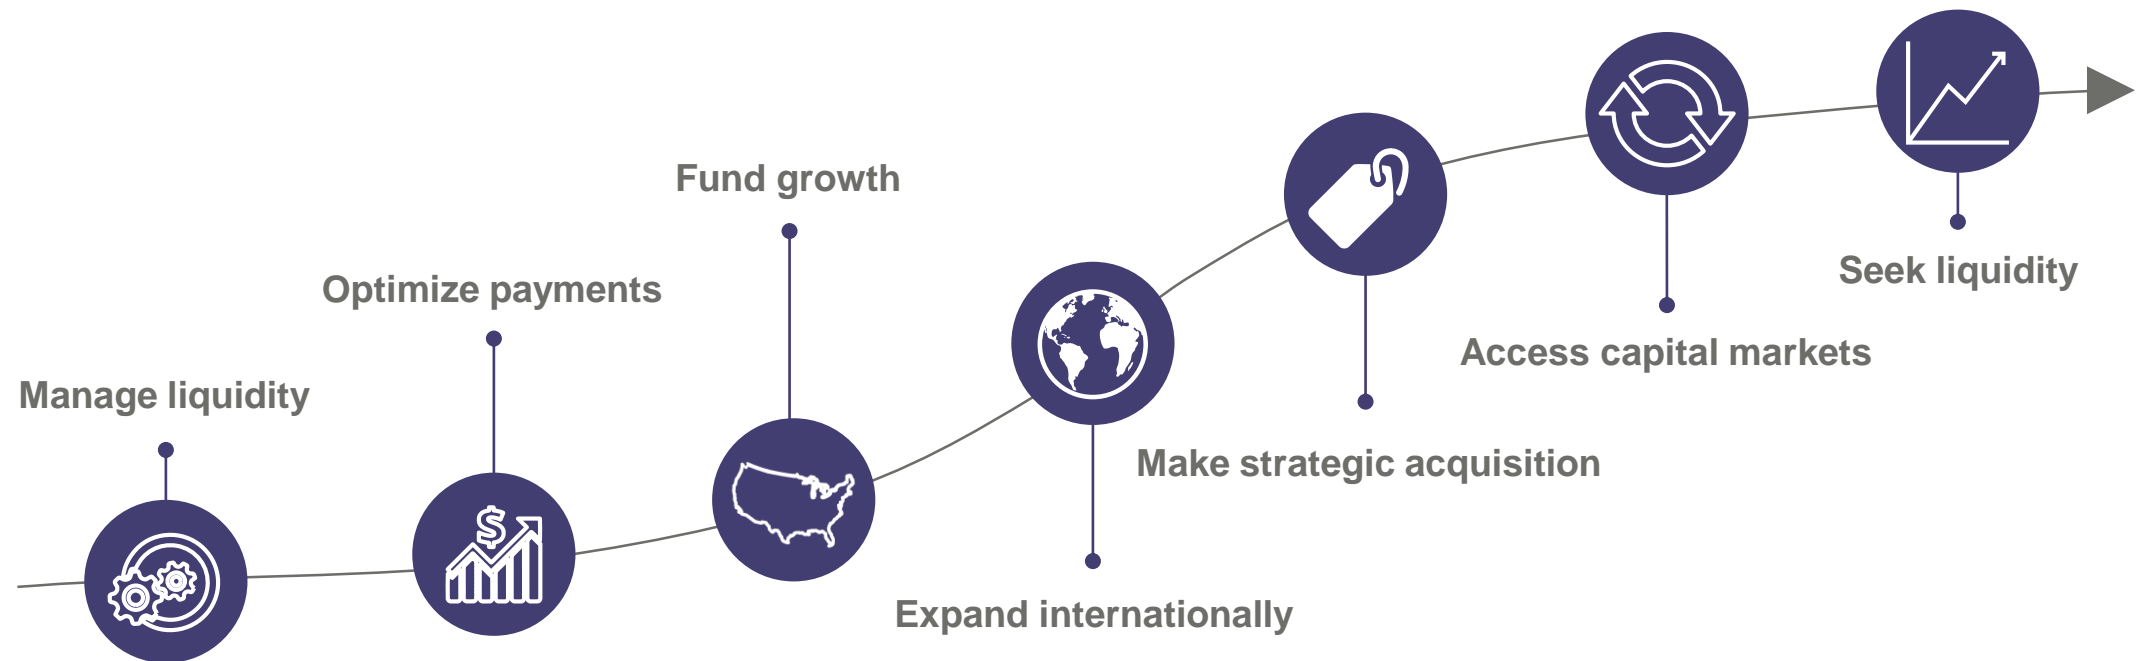 Manage liquidity
Optimize payments
Fund growth
Expand internationally
Make strategic acquisition
Access capital markets
Seek liquidity
$